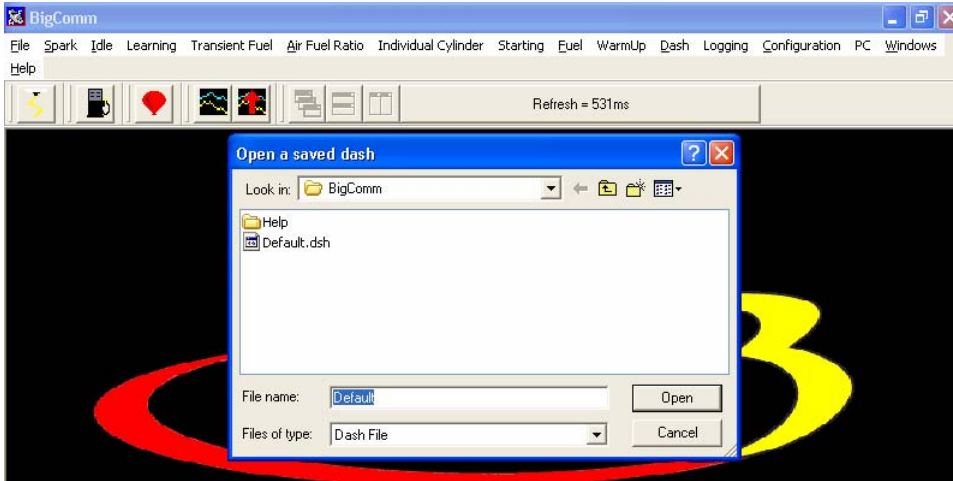 BigComm
File Spark Idle Learning Transient Fuel Air Fuel Ratio Individual Cylinder Starting Fuel WarmUp Dash Logging Configuration PC Windows
Help
Refresh = 531ms
Open a saved dash
Look in: BigComm
Help
Default.dsh
File name: Default Open
Files of type: Dash File Cancel